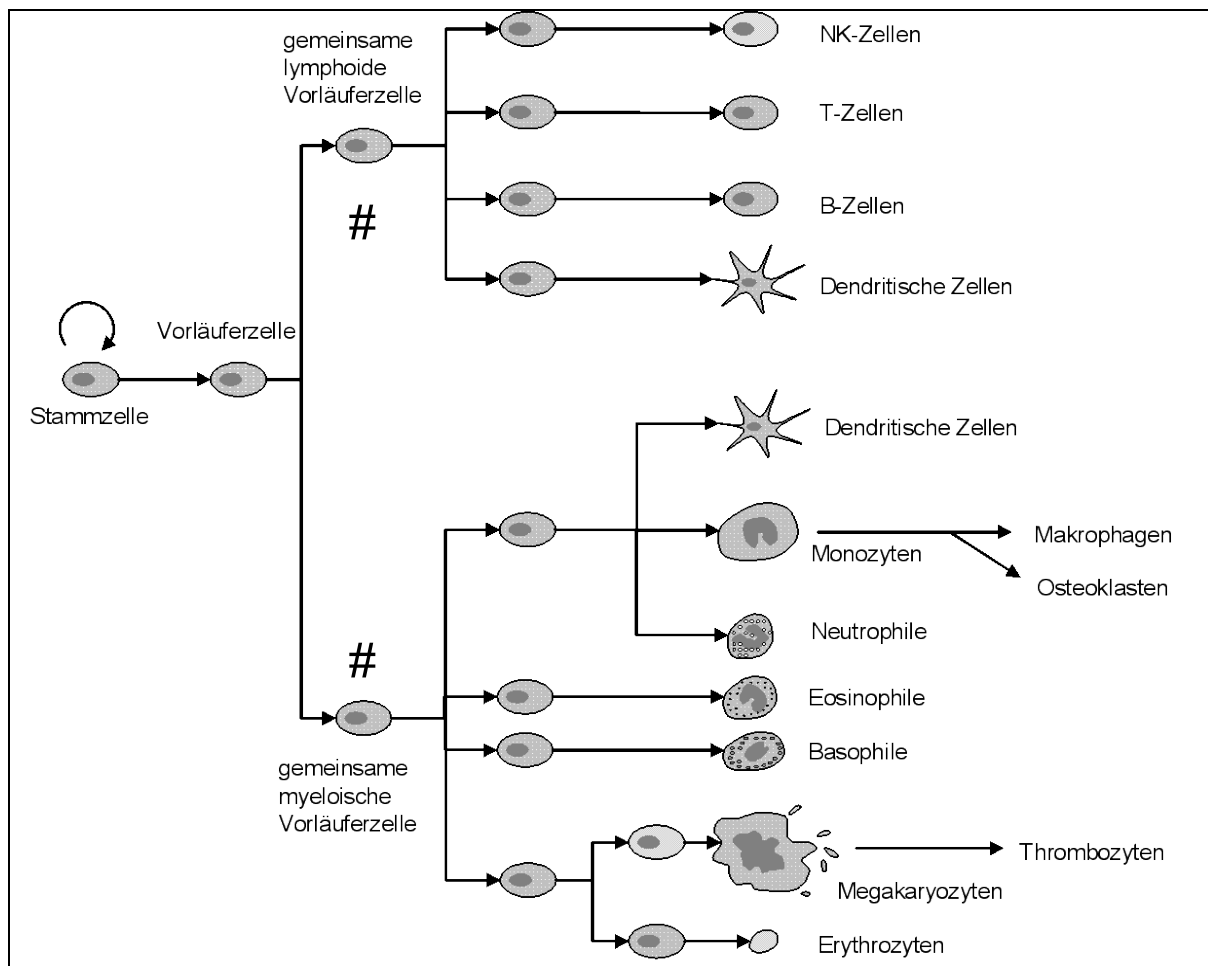 gemeinsame
lymphoide
Vorläuferzelle
NK-Zellen
T-Zellen
B-Zellen
#
Dendritische Zellen
Vorläuferzelle
Stammzelle
Dendritische Zellen
Monozyten
Makrophagen
Osteoklasten
Neutrophile
#
Eosinophile
Basophile
gemeinsame
myeloische
Vorläuferzelle
Megakaryozyten
Thrombozyten
Erythrozyten